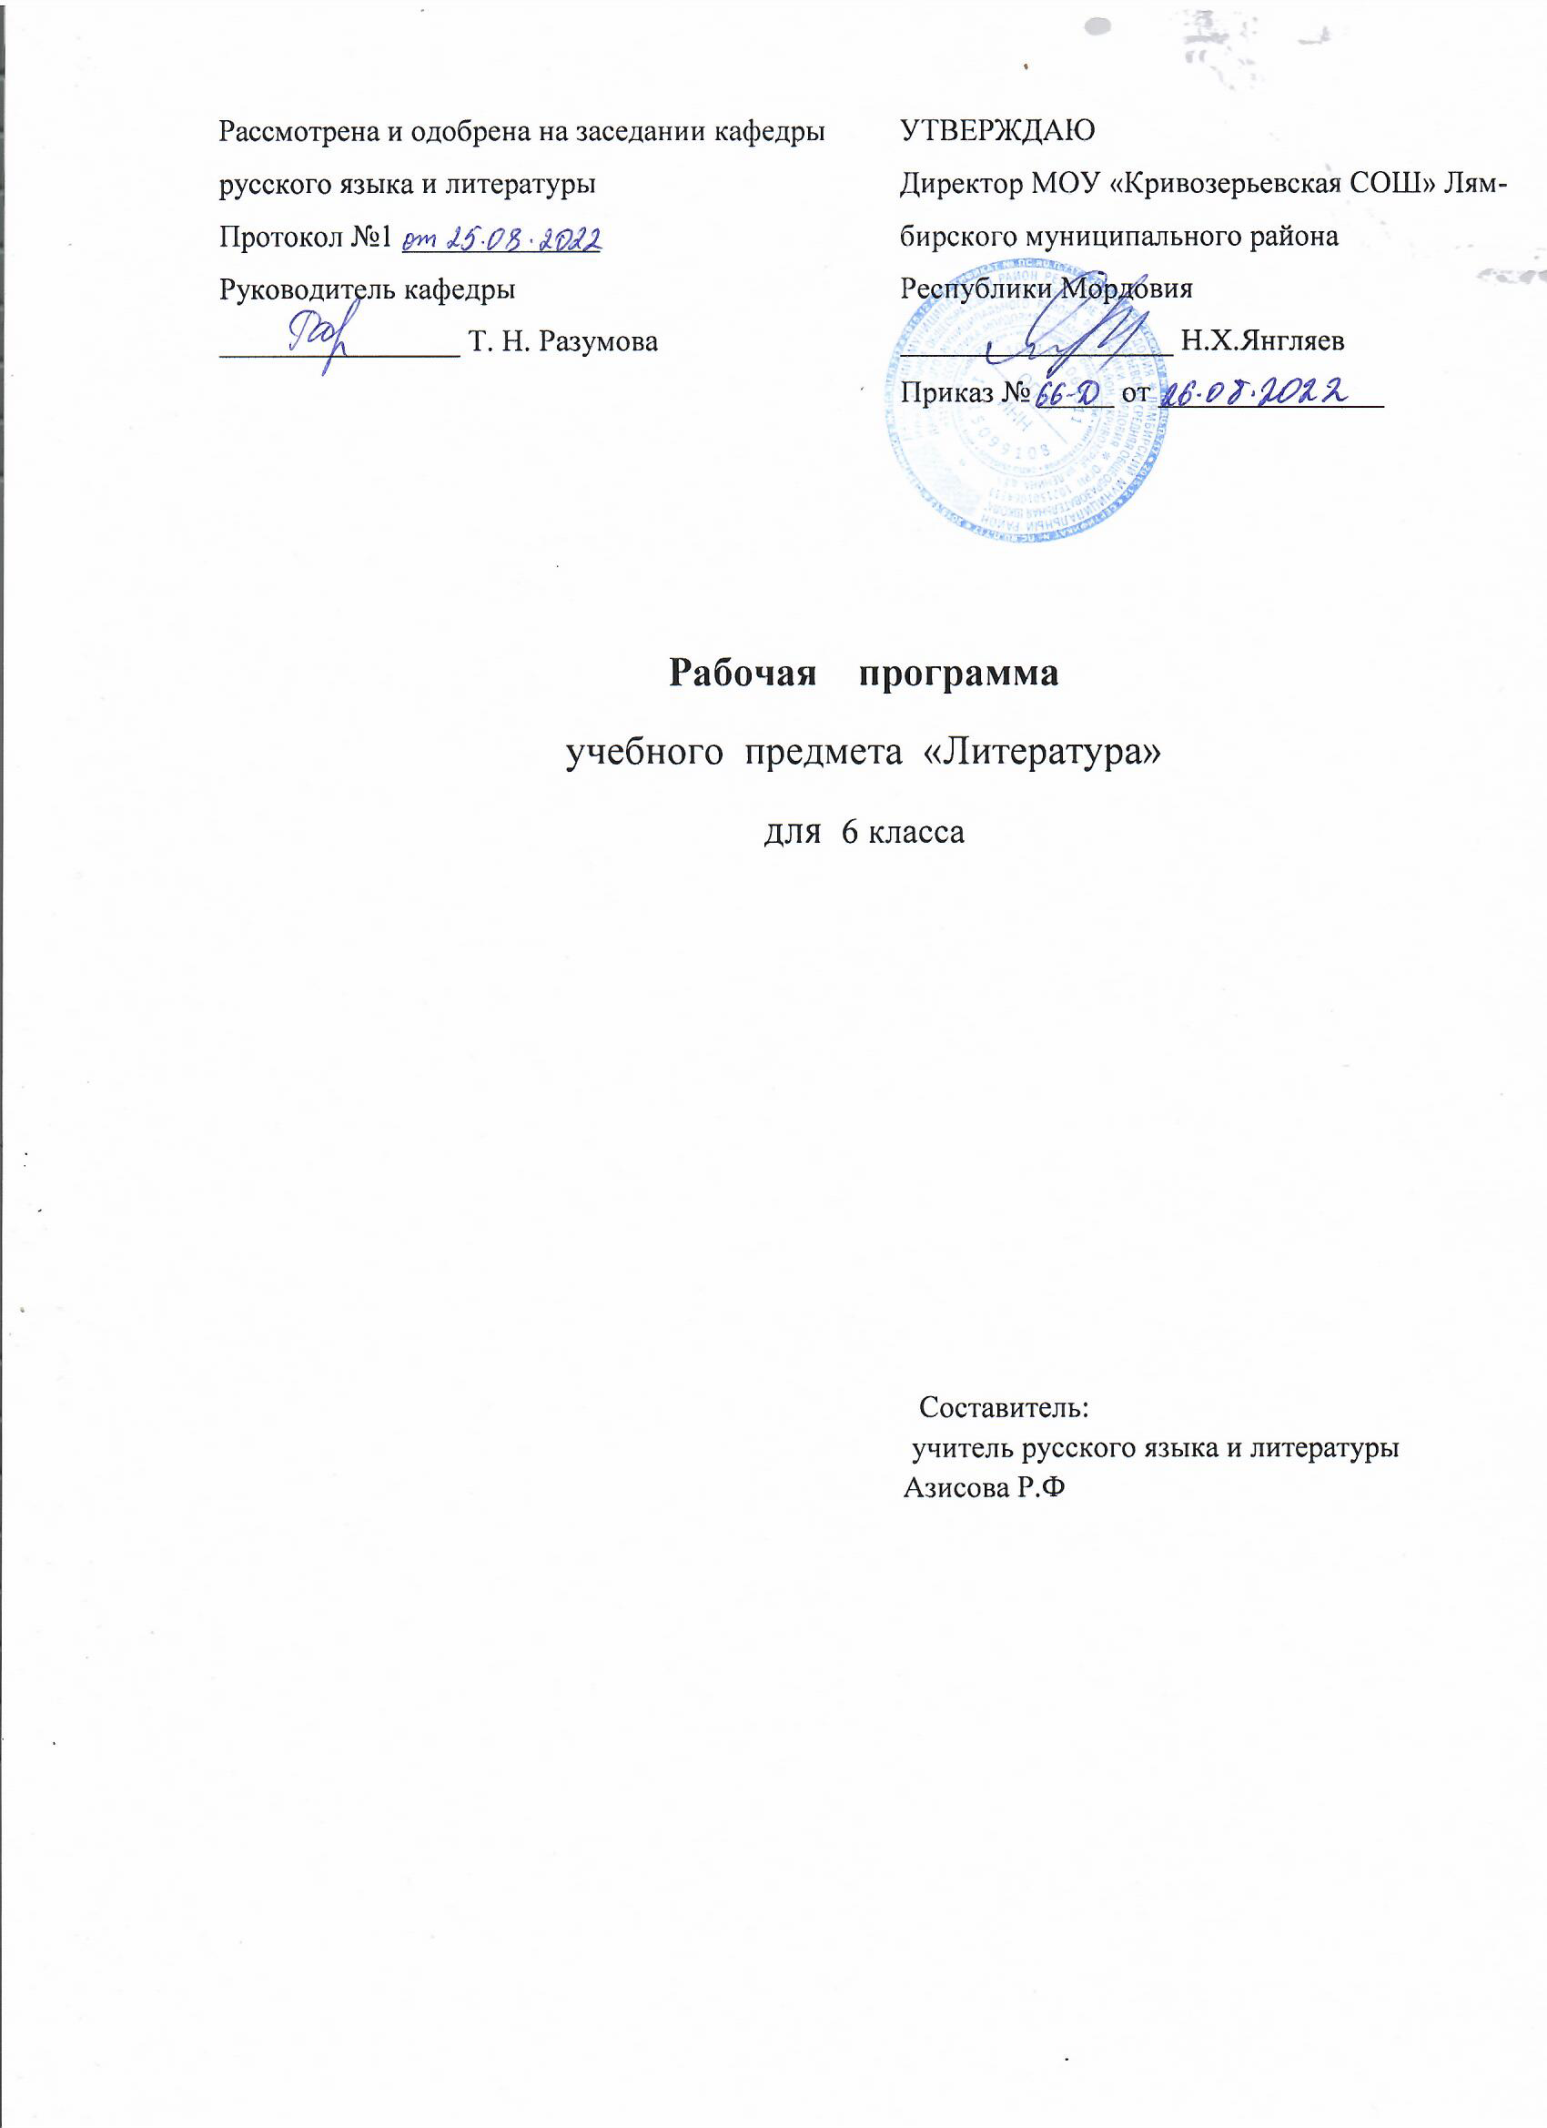 Рассмотрена и одобрена на заседании кафедры
русского языка и литературы
Протокол №1 от 25.08.2022
Руководитель кафедры
Т. Н. Разумова
УТВЕРЖДАЮ
Директор МОУ «Кривозерьевская СОШ» Лям-
бирского муниципального района
Республики Мордовия
Н.Х.Янгляев
Приказ № 66-Д от 26.08.2022
Рабочая программа
учебного предмета «Литература»
для 6 класса
Составитель:
учитель русского языка и литературы
Азисова Р.Ф